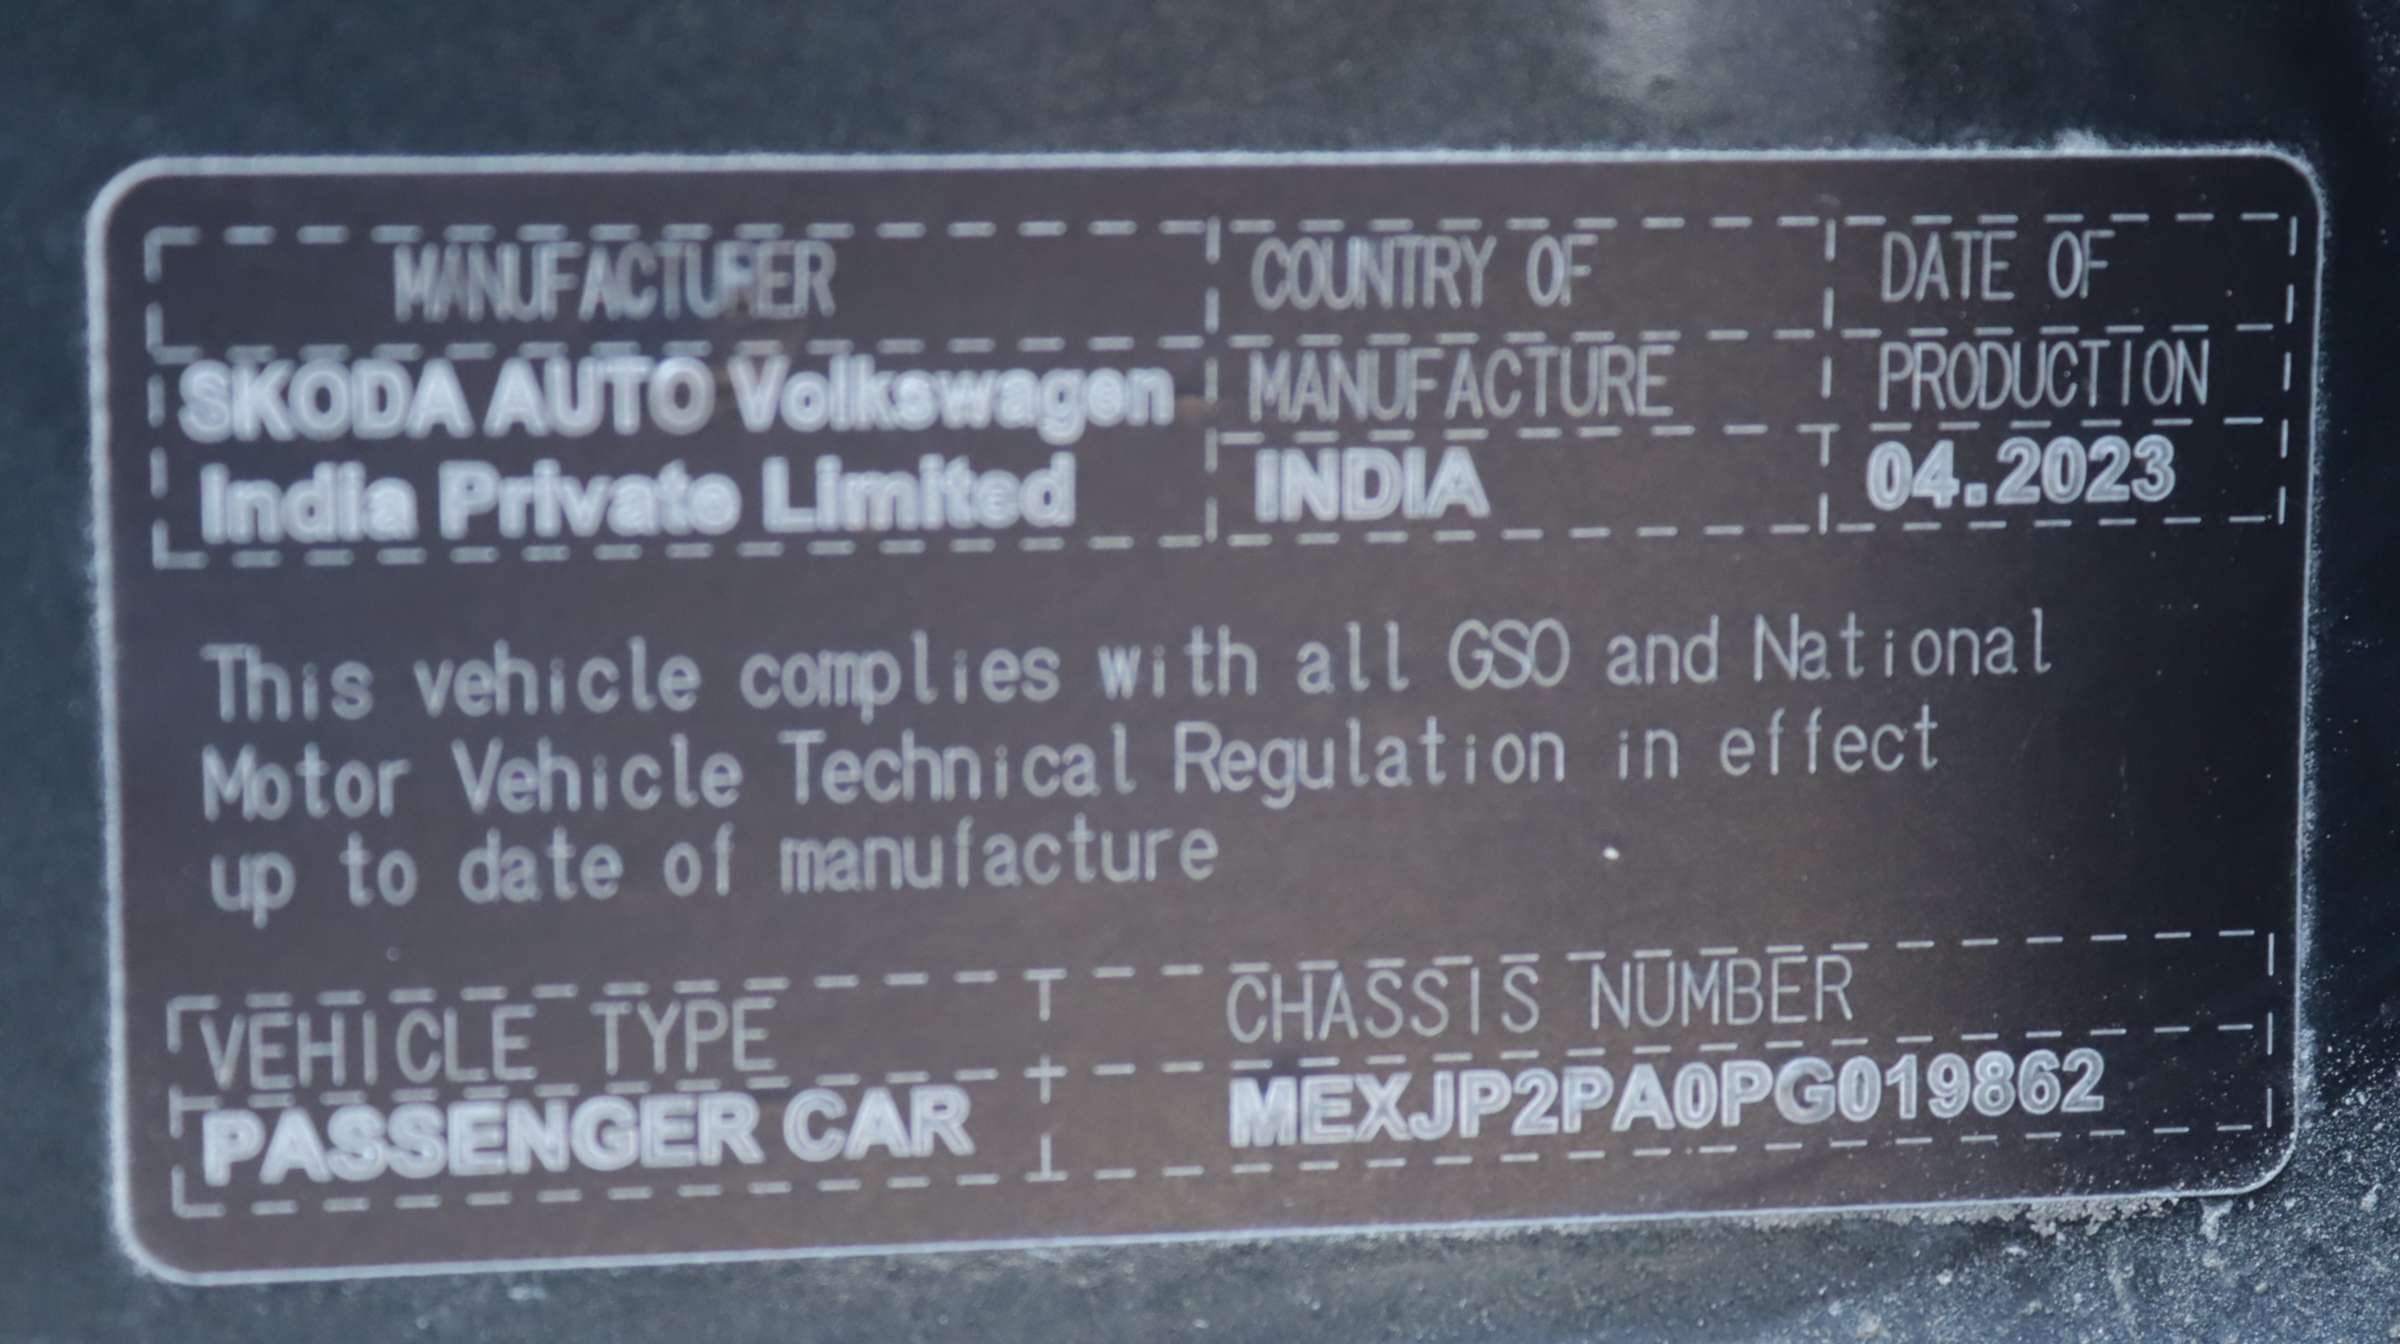 MANUFACTURER
SKODA AUTO Volkswagen
India Private Limited
COUNTRY OF
MANUFACTURE
INDIA
DATE OF
PRODUCTION
04.2023
This vehicle complies with all GSO and National
Motor Vehicle Technical Regulation in effect
up to date of manufacture
VEHICLE TYPE
PASSENGER CAR
CHASSIS NUMBER
MEXJP2PA0PG019862